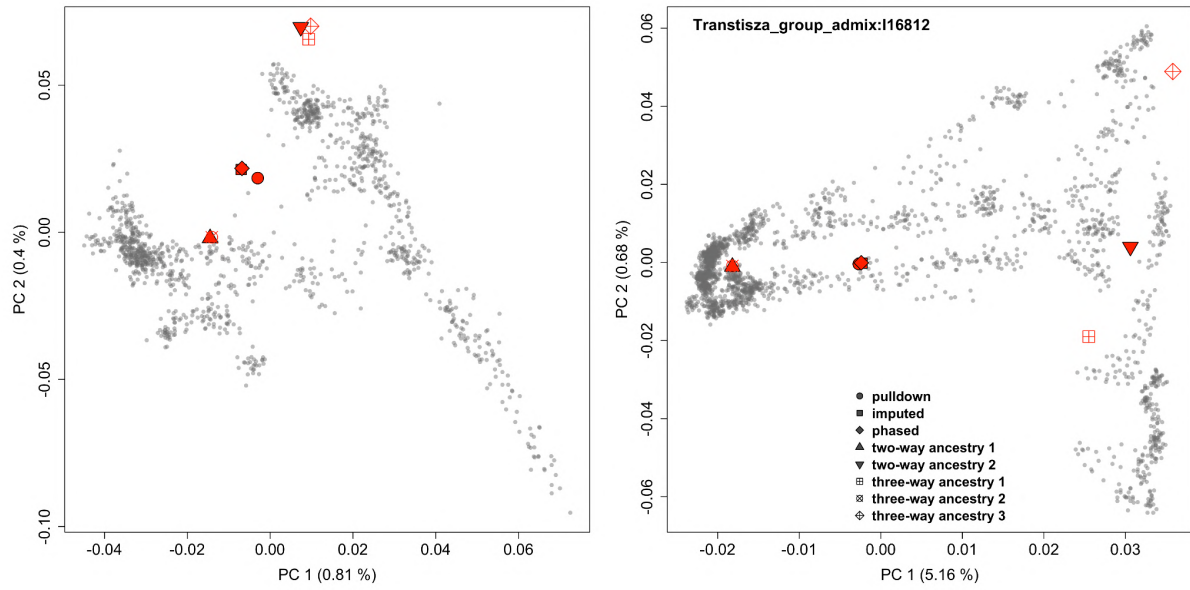 0.05
0.00
-0.05
-0.10
PC 2 (0.4 %)
-0.04
-0.02
0.00
0.02
0.04
0.06
PC 1 (0.81 %)
Transtisza_group_admix:I16812
0.06
0.04
0.02
0.00
-0.02
-0.04
-0.06
PC 2 (0.68 %)
pulldown
imputed
phased
two-way ancestry 1
two-way ancestry 2
three-way ancestry 1
three-way ancestry 2
three-way ancestry 3
-0.02
-0.01
0.00
0.01
0.02
0.03
PC 1 (5.16 %)